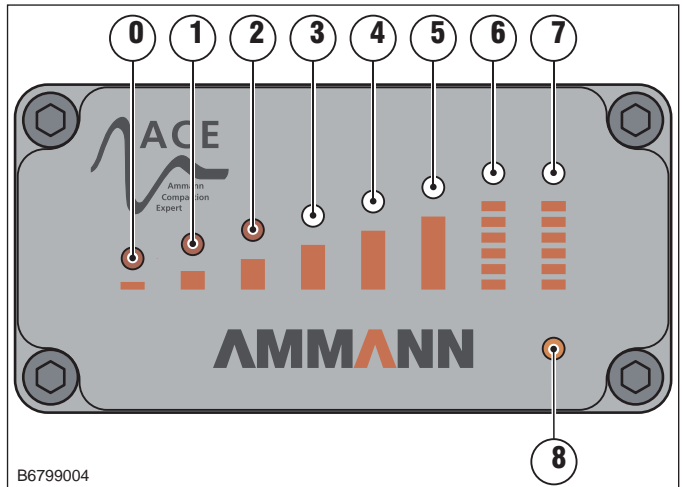 0 1 2 3 4 5 6 7
ACE
Ammann
Compaction
Expert
AMMANN
8
B6799004